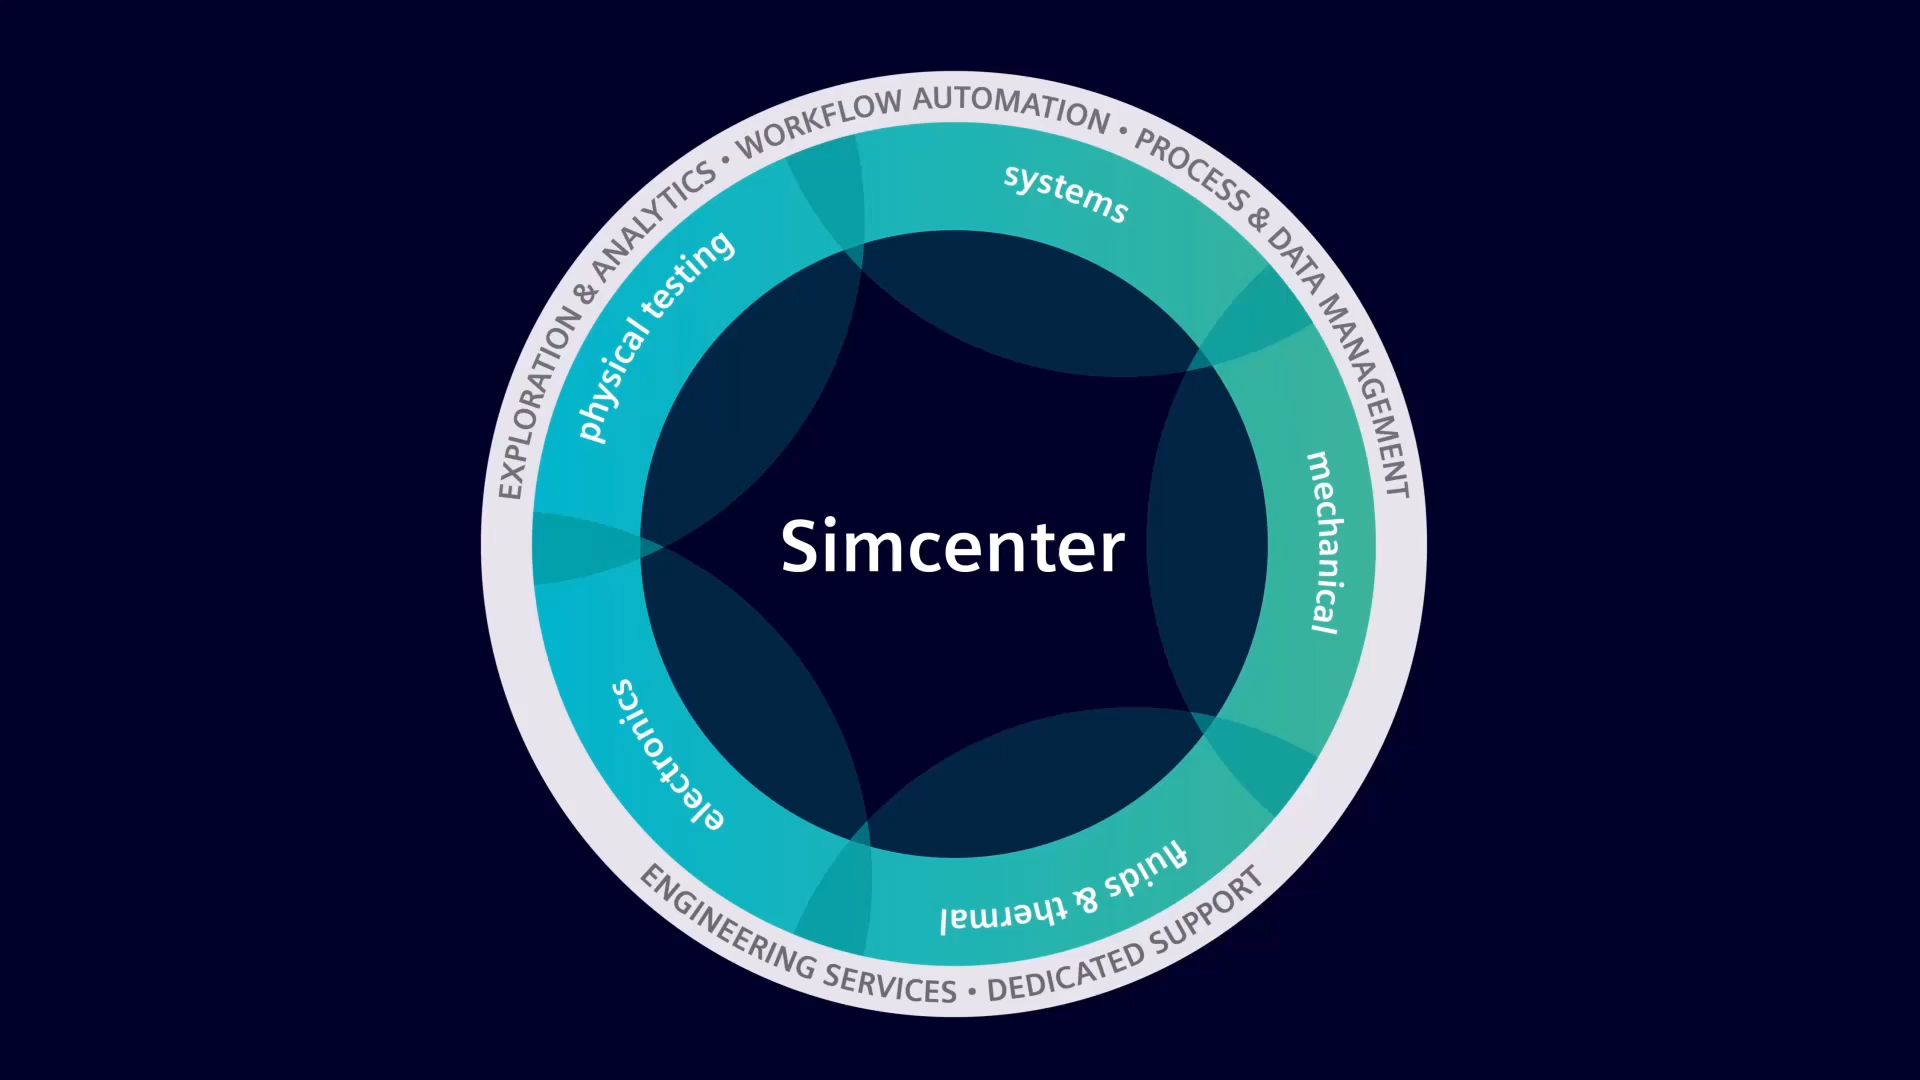 EXPLORATION & ANALYTICS • WORKFLOW AUTOMATION • PROCESS & DATA MANAGEMENT
systems
physical testing
mechanical
Simcenter
electronics
fluids & thermal
ENGINEERING SERVICES • DEDICATED SUPPORT